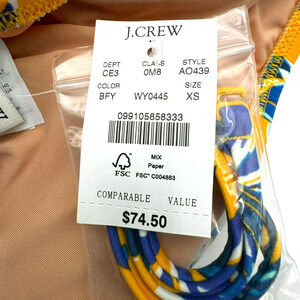 J.CREW
DEPT CLASS STYLE
CE3 0M8 AO439
COLOR SIZE
BFY WY0445 XS
099105858333
FSC
MIX
Paper
FSC® C004883
COMPARABLE VALUE
$74.50